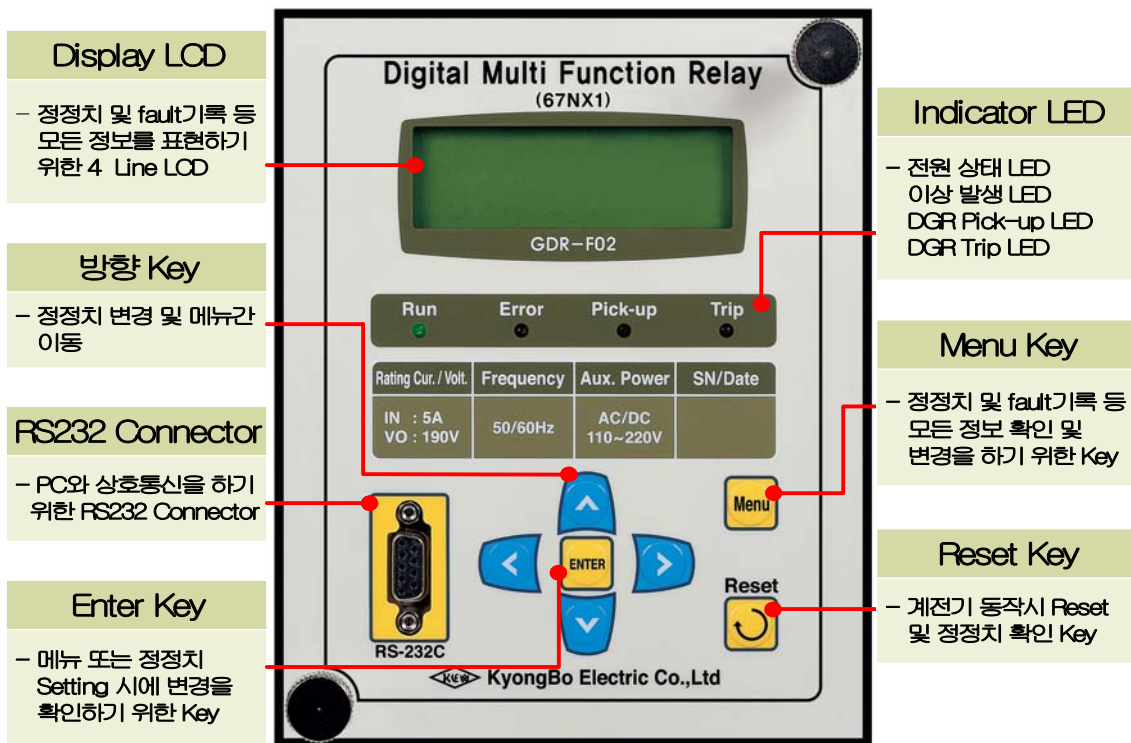 Display LCD
- 정정치 및 fault기록 등
모든 정보를 표현하기
위한 4 Line LCD
방향 Key
- 정정치 변경 및 메뉴간
이동
RS232 Connector
- PC와 상호통신을 하기
위한 RS232 Connector
Enter Key
- 메뉴 또는 정정치
Setting 시에 변경을
확인하기 위한 Key
Digital Multi Function Relay
(67NX1)
GDR-F02
Run Error Pick-up Trip
Rating Cur. / Volt. Frequency Aux. Power SN/Date
IN : 5A
VO : 190V
50/60Hz
AC/DC
110~220V
Menu
ENTER
Reset
RS-232C
KEW KyongBo Electric Co.,Ltd
Indicator LED
- 전원 상태 LED
이상 발생 LED
DGR Pick-up LED
DGR Trip LED
Menu Key
- 정정치 및 fault기록 등
모든 정보 확인 및
변경을 하기 위한 Key
Reset Key
- 계전기 동작시 Reset
및 정정치 확인 Key